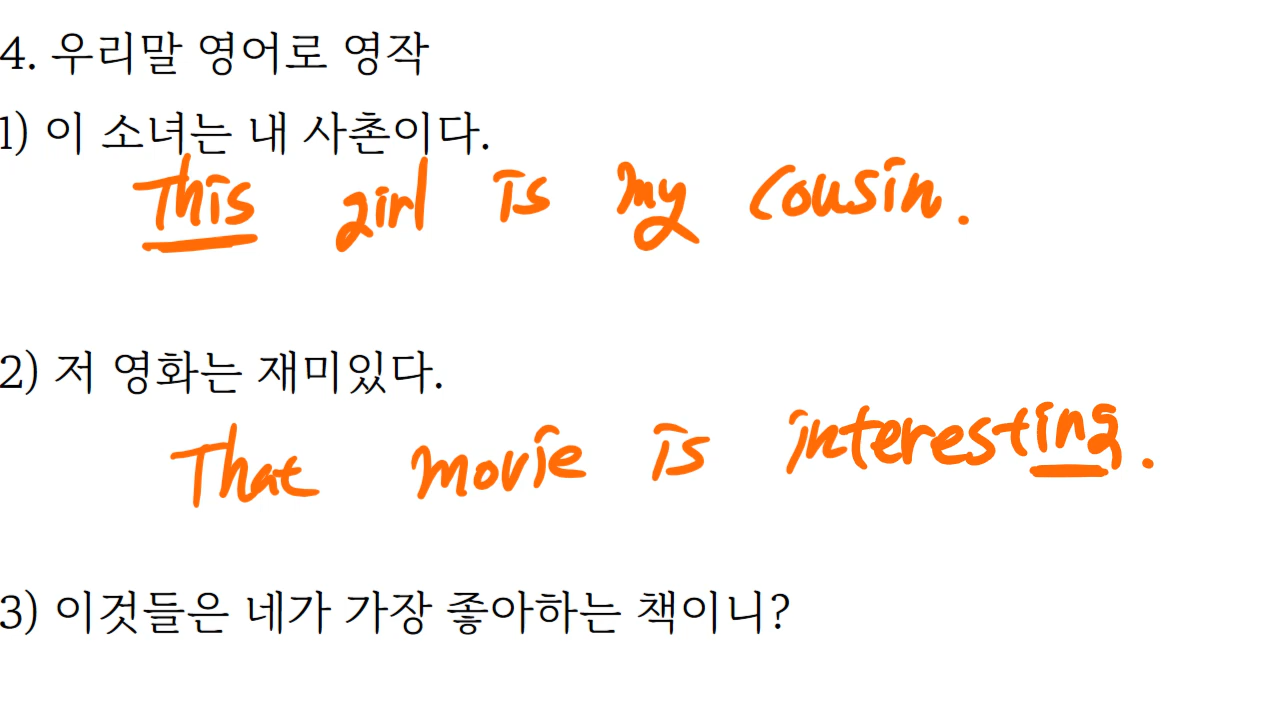 4. 우리말 영어로 영작
1) 이 소녀는 내 사촌이다.
This girl is my cousin.
2) 저 영화는 재미있다.
That movie is interesting.
3) 이것들은 네가 가장 좋아하는 책이니?